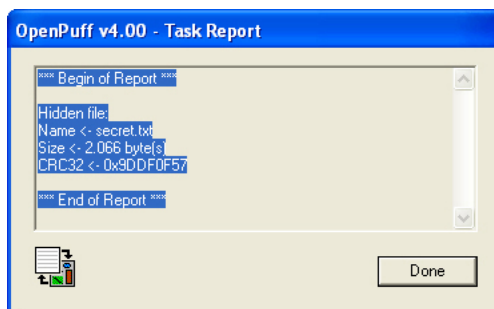 OpenPuff v4.00 - Task Report
*** Begin of Report ***
Hidden file:
Name <- secret.txt
Size <- 2.066 byte(s)
CRC32 <- 0x9DDF0F57
*** End of Report ***
Done